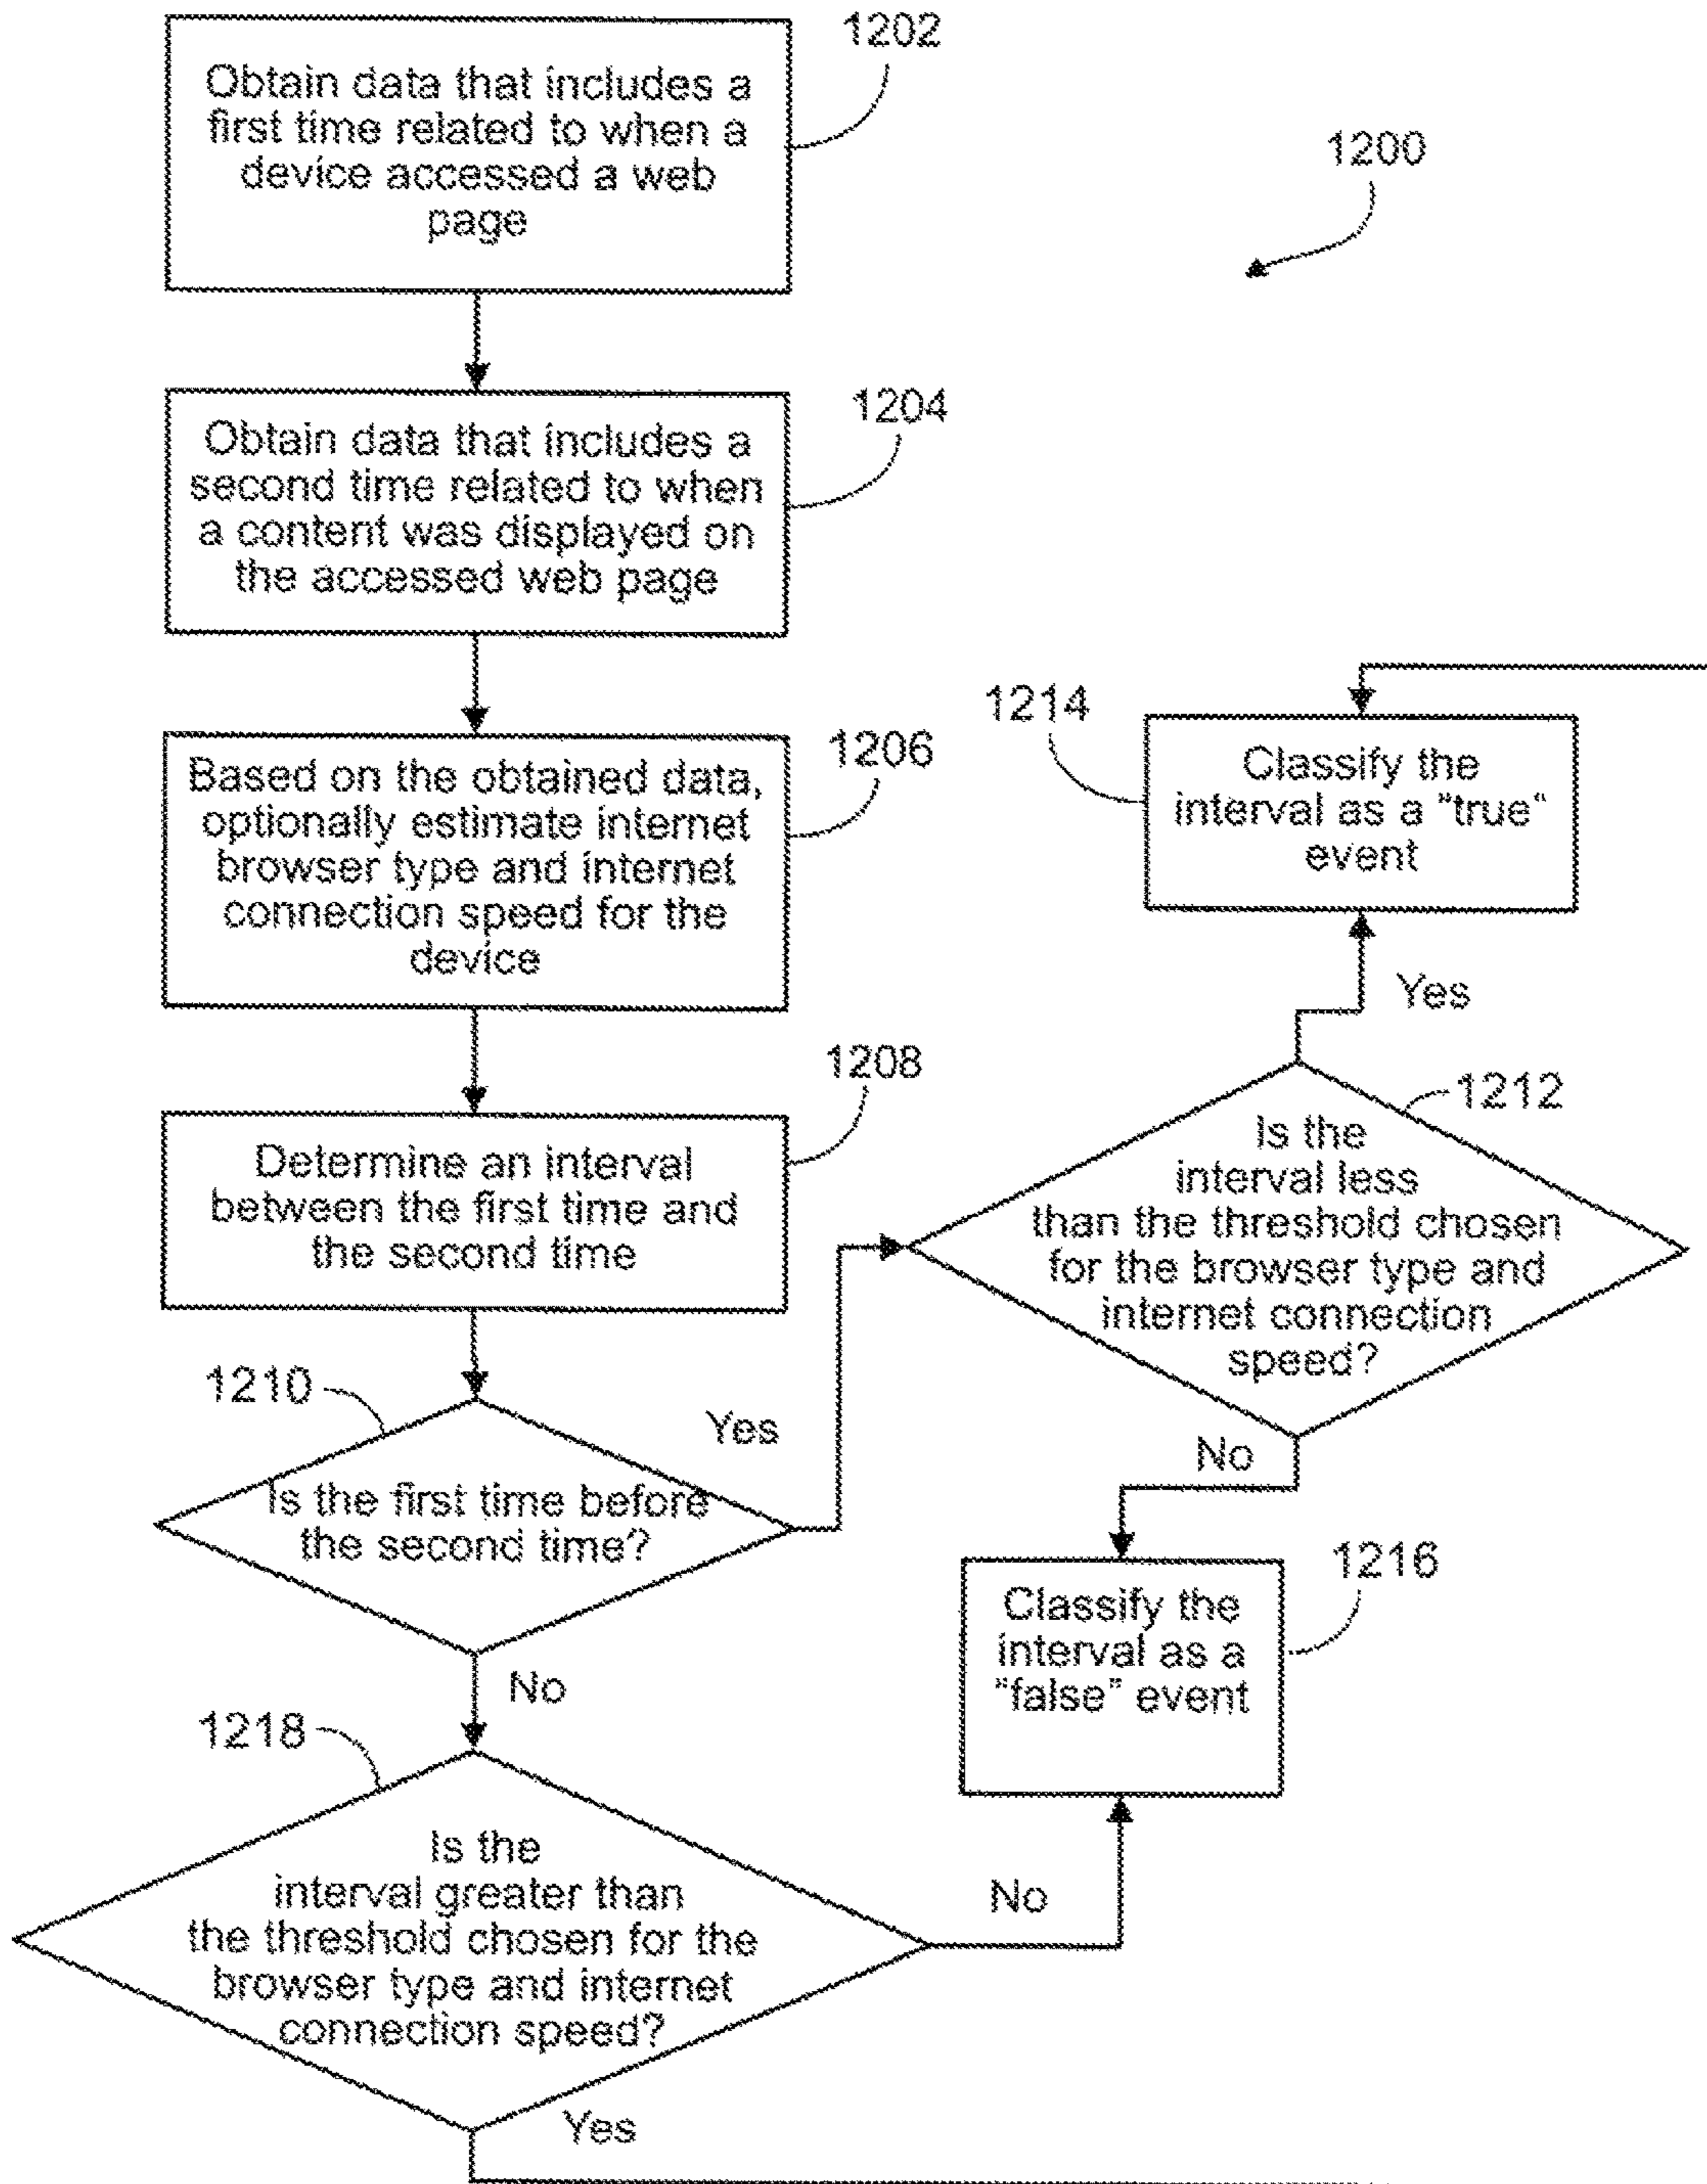 1202
Obtain data that includes a
first time related to when a
device accessed a web
page
1200
1204
Obtain data that includes a
second time related to when
a content was displayed on
the accessed web page
1206
Based on the obtained data,
optionally estimate internet
browser type and internet
connection speed for the
device
1208
Determine an interval
between the first time and
the second time
1210
Is the first time before
the second time?
Yes
No
1212
Is the
interval less
than the threshold chosen
for the browser type and
internet connection
speed?
Yes
No
1214
Classify the
interval as a "true“
event
1216
Classify the
interval as a
“false” event
1218
Is the
interval greater than
the threshold chosen for the
browser type and internet
connection speed?
No
Yes